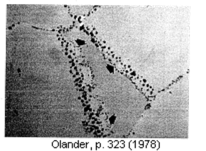 Olander, p. 323 (1978)